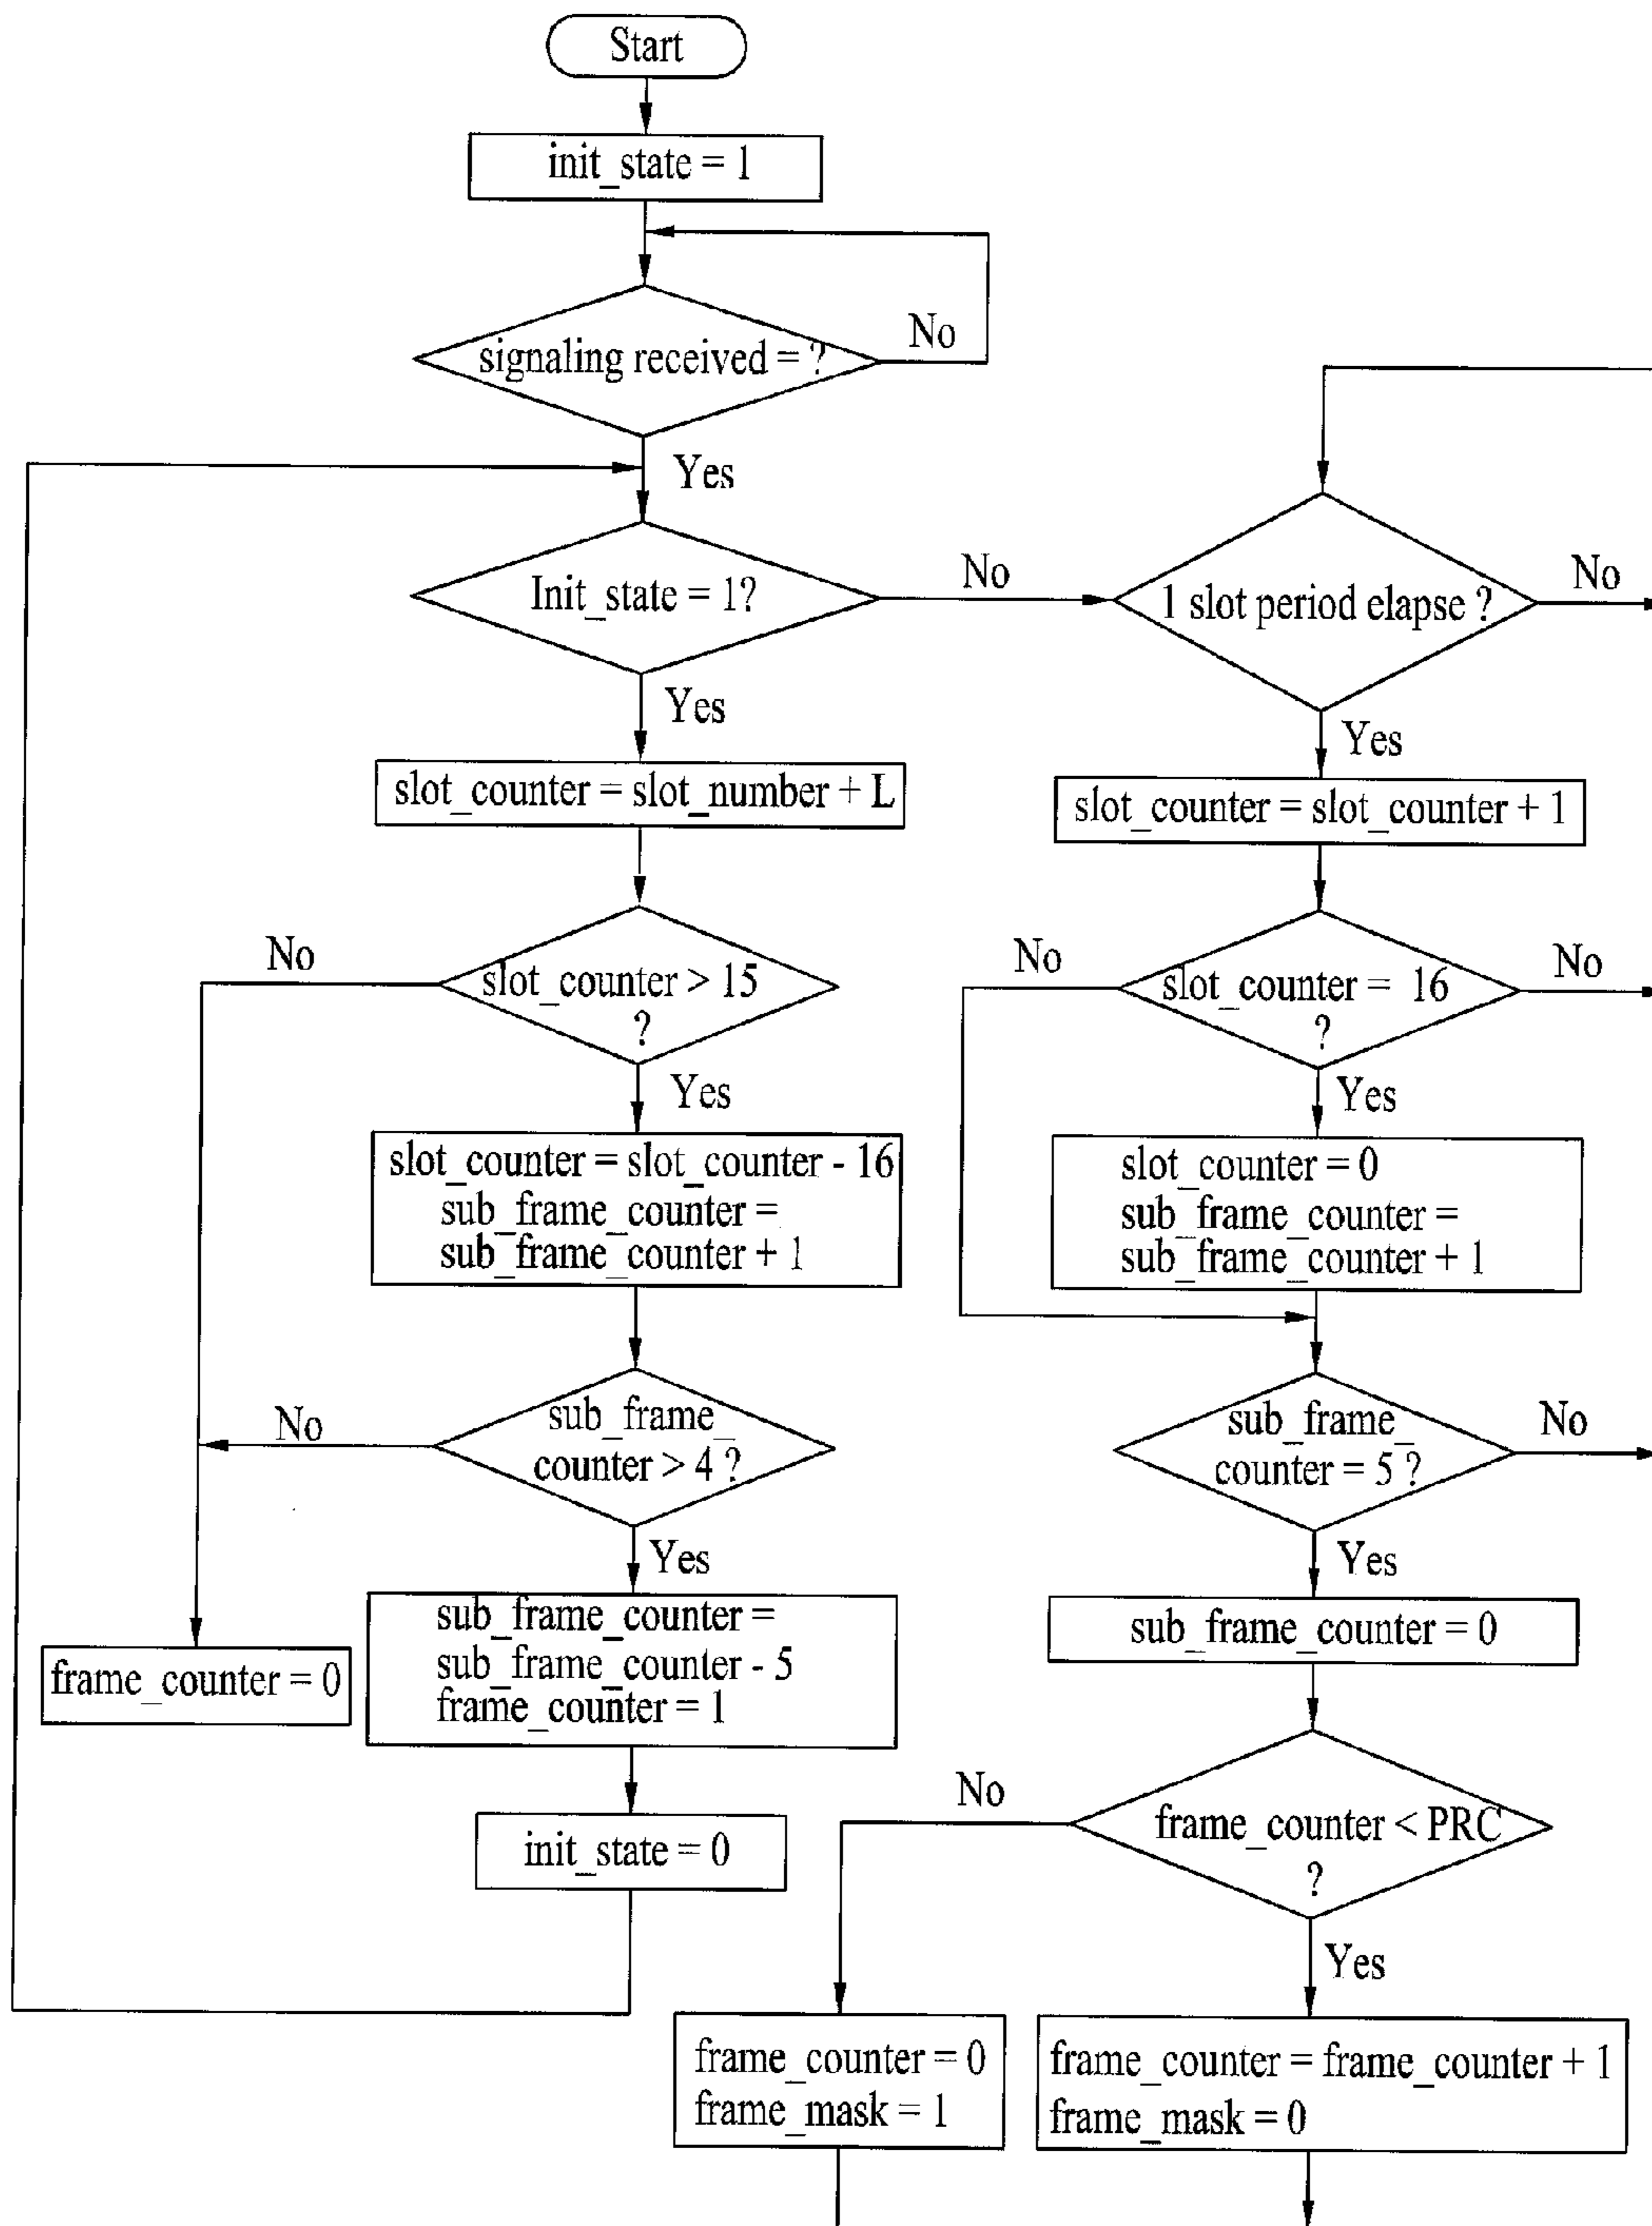 Start
init_state = 1
signaling received = ?
No
Yes
Init_state = 1?
No
1 slot period elapse ?
No
Yes
Yes
slot_counter = slot_number + L
slot_counter = slot_counter + 1
No
slot_counter > 15
?
No
slot_counter = 16
?
No
Yes
Yes
slot_counter = slot_counter - 16
sub_frame_counter =
sub_frame_counter + 1
slot_counter = 0
sub_frame_counter =
sub_frame_counter + 1
No
sub_frame_
counter > 4 ?
sub_frame_
counter = 5 ?
No
Yes
Yes
frame_counter = 0
sub_frame_counter =
sub_frame_counter - 5
frame_counter = 1
sub_frame_counter = 0
init_state = 0
No
frame_counter < PRC
?
Yes
frame_counter = 0
frame_mask = 1
frame_counter = frame_counter + 1
frame_mask = 0